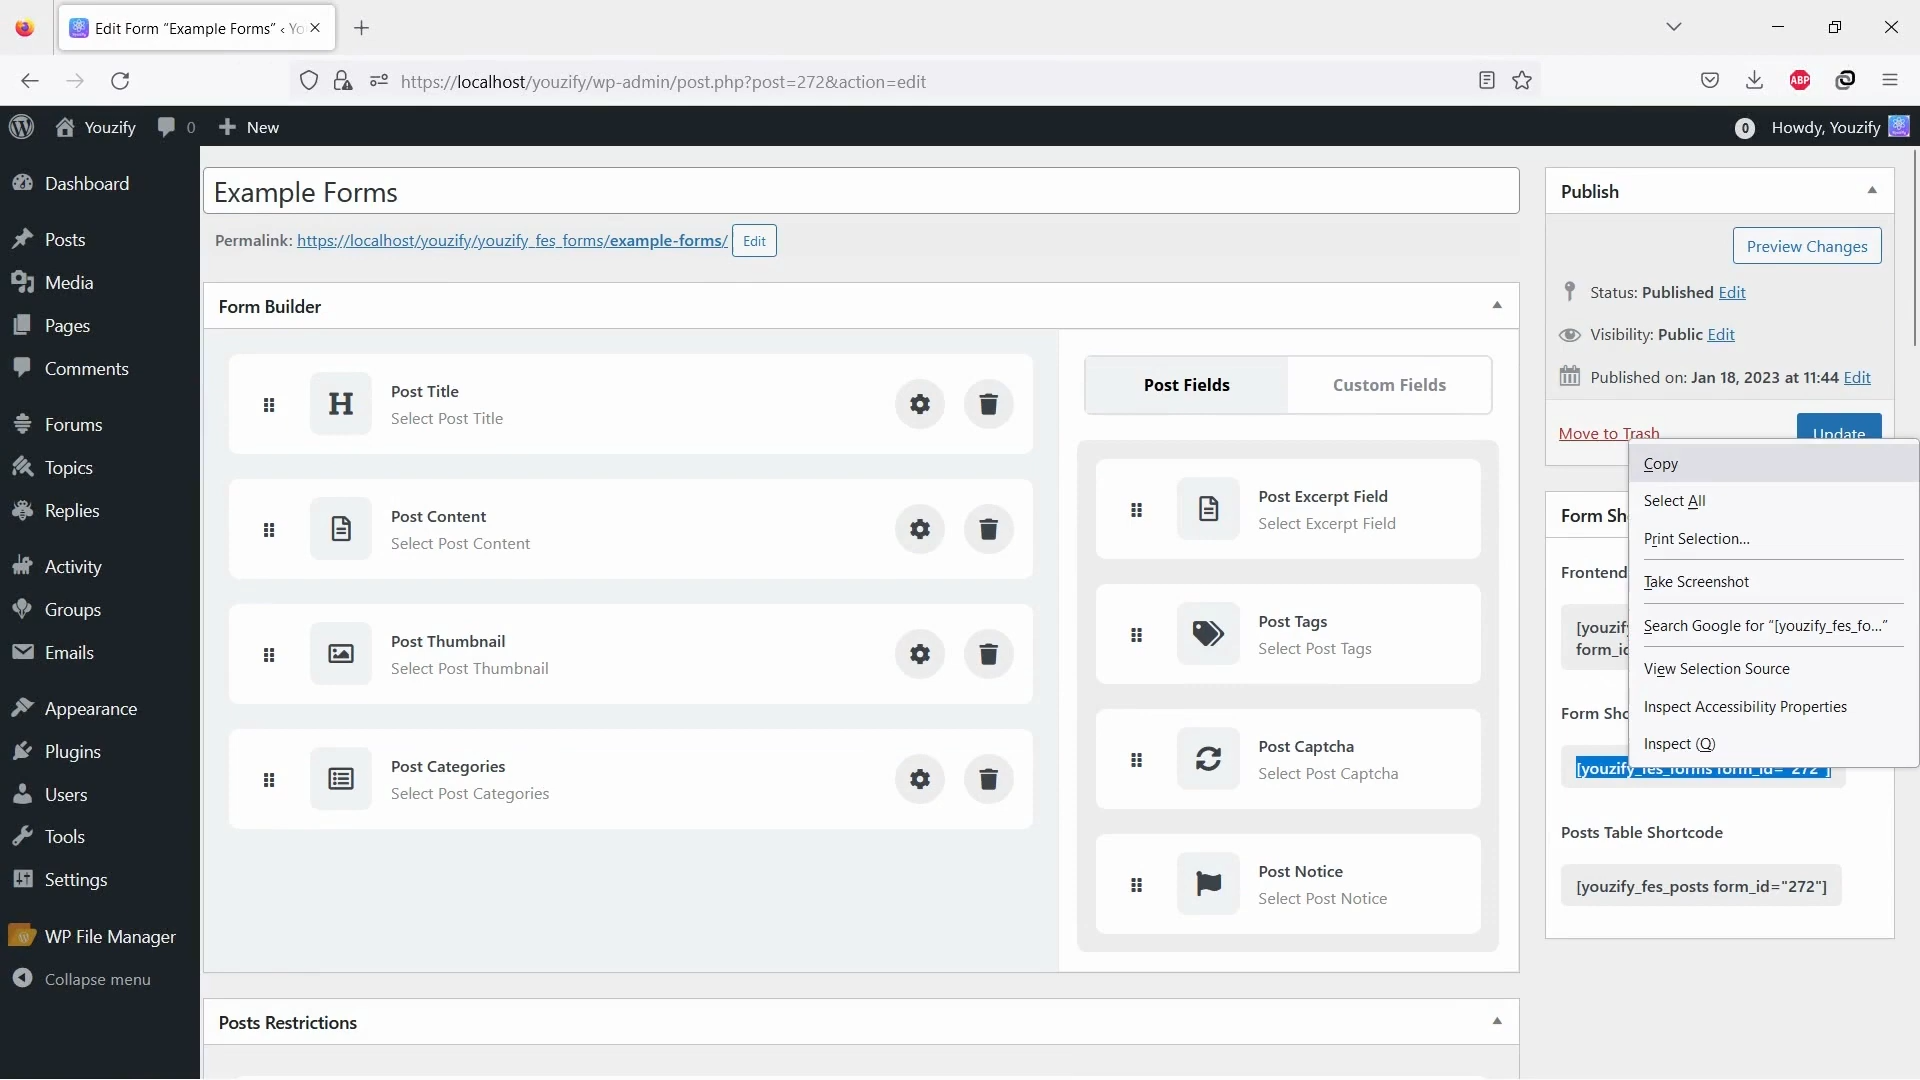 Edit Form “Example Forms” ‹ Yo
https://localhost/youzify/wp-admin/post.php?post=272&action=edit
ABP
Youzify
0
New
0
Howdy, Youzify
Dashboard
Posts
Media
Pages
Comments
Forums
Topics
Replies
Activity
Groups
Emails
Appearance
Plugins
Users
Tools
Settings
WP File Manager
Collapse menu
Example Forms
Permalink: https://localhost/youzify/youzify_fes_forms/example-forms/ Edit
Form Builder
Post Title
Select Post Title
Post Content
Select Post Content
Post Thumbnail
Select Post Thumbnail
Post Categories
Select Post Categories
Post Fields
Custom Fields
Post Excerpt Field
Select Excerpt Field
Post Tags
Select Post Tags
Post Captcha
Select Post Captcha
Post Notice
Select Post Notice
Posts Restrictions
Publish
Preview Changes
Status: Published Edit
Visibility: Public Edit
Published on: Jan 18, 2023 at 11:44 Edit
Move to Trash
Update
Form Sh
Frontend
[youzify
form_id
Form Sho
[youzify_fes_forms form_id="272"]
Posts Table Shortcode
[youzify_fes_posts form_id="272"]
Copy
Select All
Print Selection...
Take Screenshot
Search Google for “[youzify_fes_fo...”
View Selection Source
Inspect Accessibility Properties
Inspect (Q)